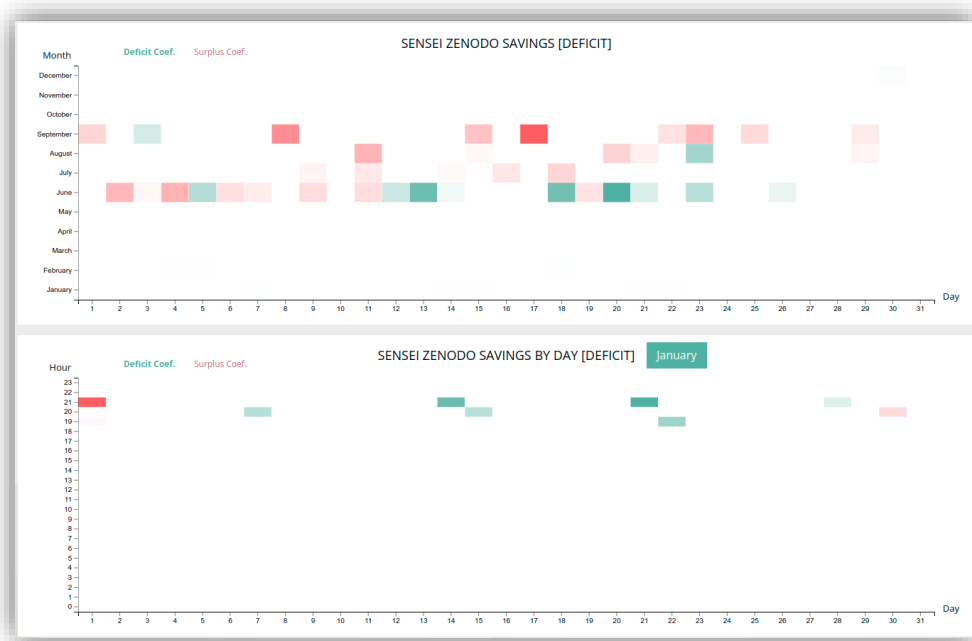 SENSEI ZENODO SAVINGS [DEFICIT]
Month
Deficit Coef. Surplus Coef.
December
November
October
September
August
July
June
May
April
March
February
January
1 2 3 4 5 6 7 8 9 10 11 12 13 14 15 16 17 18 19 20 21 22 23 24 25 26 27 28 29 30 31
Day
SENSEI ZENODO SAVINGS BY DAY [DEFICIT] January
Hour
Deficit Coef. Surplus Coef.
23
22
21
20
19
18
17
16
15
14
13
12
11
10
9
8
7
6
5
4
3
2
1
0
1 2 3 4 5 6 7 8 9 10 11 12 13 14 15 16 17 18 19 20 21 22 23 24 25 26 27 28 29 30 31
Day